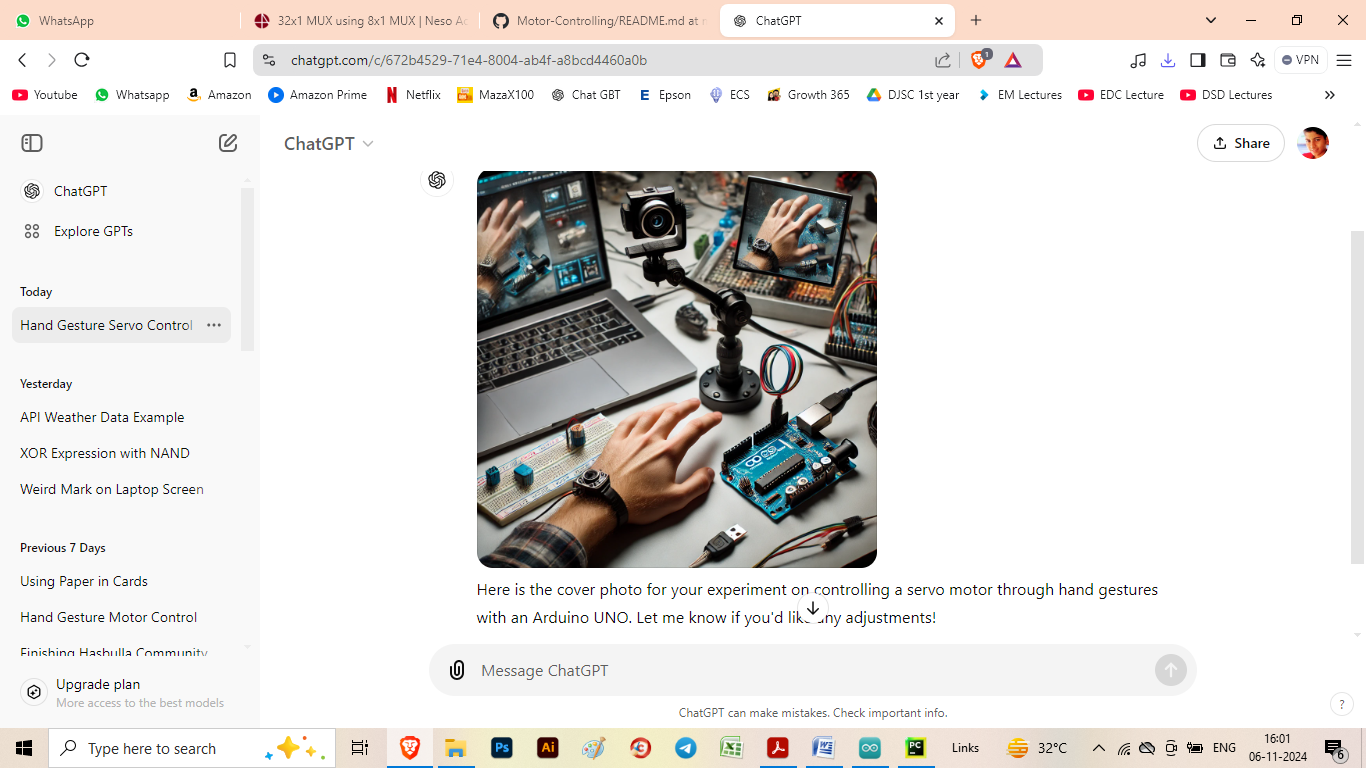 WhatsApp
32x1 MUX using 8x1 MUX | Neso Ac
Motor-Controlling/README.md at m
ChatGPT
chatgpt.com/c/672b4529-71e4-8004-ab4f-a8bcd4460a0b
1
VPN
Youtube
Whatsapp
Amazon
Amazon Prime
Netflix
MazaX100
Chat GBT
Epson
ECS
Growth 365
DJSC 1st year
EM Lectures
EDC Lecture
DSD Lectures
ChatGPT
Share
ChatGPT
Explore GPTs
Today
Hand Gesture Servo Control
Yesterday
API Weather Data Example
XOR Expression with NAND
Weird Mark on Laptop Screen
Previous 7 Days
Using Paper in Cards
Hand Gesture Motor Control
Finishing Hasbulla Community
Upgrade plan
More access to the best models
Here is the cover photo for your experiment on controlling a servo motor through hand gestures
with an Arduino UNO. Let me know if you'd like any adjustments!
Message ChatGPT
ChatGPT can make mistakes. Check important info.
?
Type here to search
Ps
Ai
PC
Links
32°C
ENG
16:01
06-11-2024
6